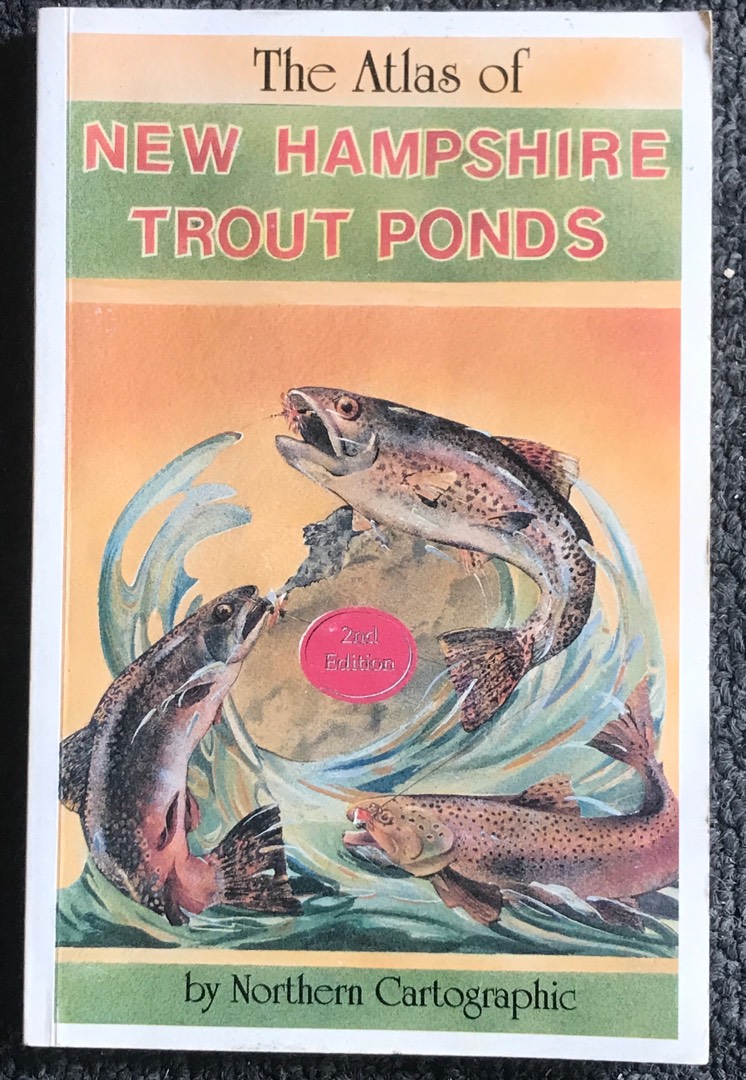 The Atlas of
NEW HAMPSHIRE
TROUT PONDS
2nd
Edition
by Northern Cartographic